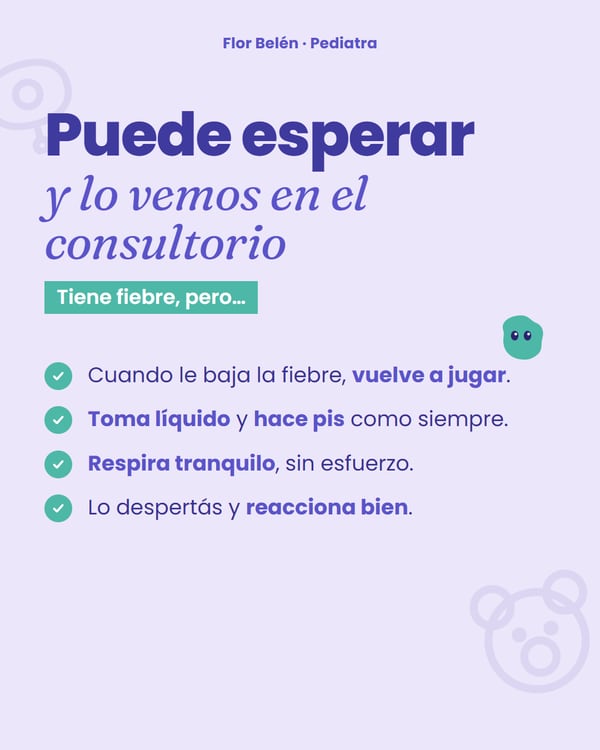 Flor Belén · Pediatra
Puede esperar
y lo vemos en el
consultorio
Tiene fiebre, pero...
Cuando le baja la fiebre, vuelve a jugar.
Toma líquido y hace pis como siempre.
Respira tranquilo, sin esfuerzo.
Lo despertás y reacciona bien.